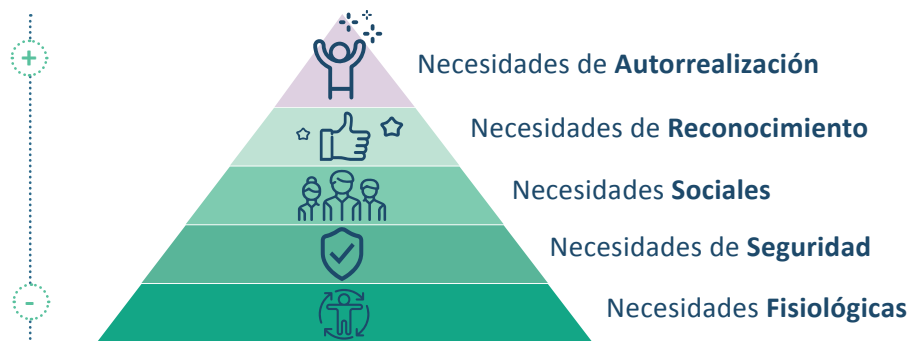 +
Necesidades de Autorrealización
Necesidades de Reconocimiento
Necesidades Sociales
Necesidades de Seguridad
-
Necesidades Fisiológicas